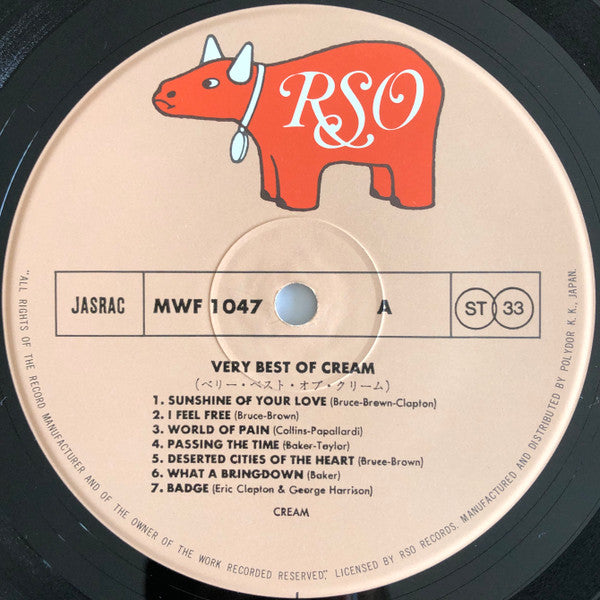 RSO
JASRAC
MWF 1047
A
ST 33
VERY BEST OF CREAM
(ベリー・ベスト・オブ・クリーム)
1. SUNSHINE OF YOUR LOVE (Bruce-Brown-Clapton)
2. I FEEL FREE (Bruce-Brown)
3. WORLD OF PAIN (Collins-Papallardi)
4. PASSING THE TIME (Baker-Taylor)
5. DESERTED CITIES OF THE HEART (Bruce-Brown)
6. WHAT A BRINGDOWN (Baker)
7. BADGE (Eric Clapton & George Harrison)
CREAM
"ALL RIGHTS OF THE RECORD MANUFACTURER AND OF THE OWNER OF THE WORK RECORDED RESERVED". LICENSED BY RSO RECORDS. MANUFACTURED AND DISTRIBUTED BY POLYDOR K. K., JAPAN.